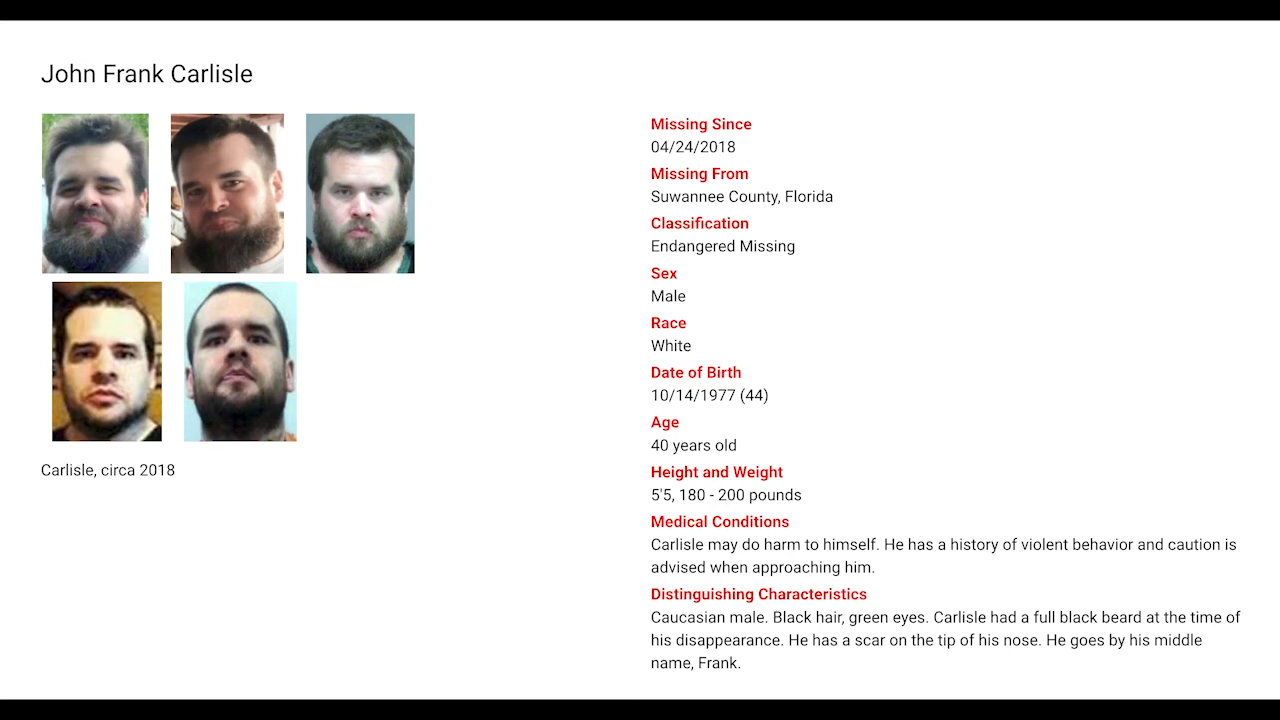 John Frank Carlisle
Carlisle, circa 2018
Missing Since
04/24/2018
Missing From
Suwannee County, Florida
Classification
Endangered Missing
Sex
Male
Race
White
Date of Birth
10/14/1977 (44)
Age
40 years old
Height and Weight
5'5, 180 - 200 pounds
Medical Conditions
Carlisle may do harm to himself. He has a history of violent behavior and caution is
advised when approaching him.
Distinguishing Characteristics
Caucasian male. Black hair, green eyes. Carlisle had a full black beard at the time of
his disappearance. He has a scar on the tip of his nose. He goes by his middle
name, Frank.